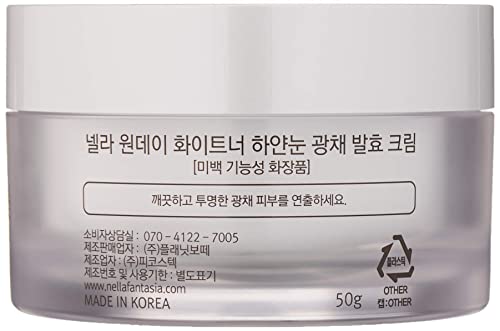 넬라 원데이 화이트너 하얀눈 광채 발효 크림
[미백 기능성 화장품]
깨끗하고 투명한 광채 피부를 연출하세요.
소비자상담실 : 070-4122-7005
제조판매업자 : (주)플래닛보떼
제조업자 : (주)피코스텍
제조번호 및 사용기한 : 별도표기
www.nellafantasia.com
MADE IN KOREA
50g
플라스틱
OTHER
캡:OTHER